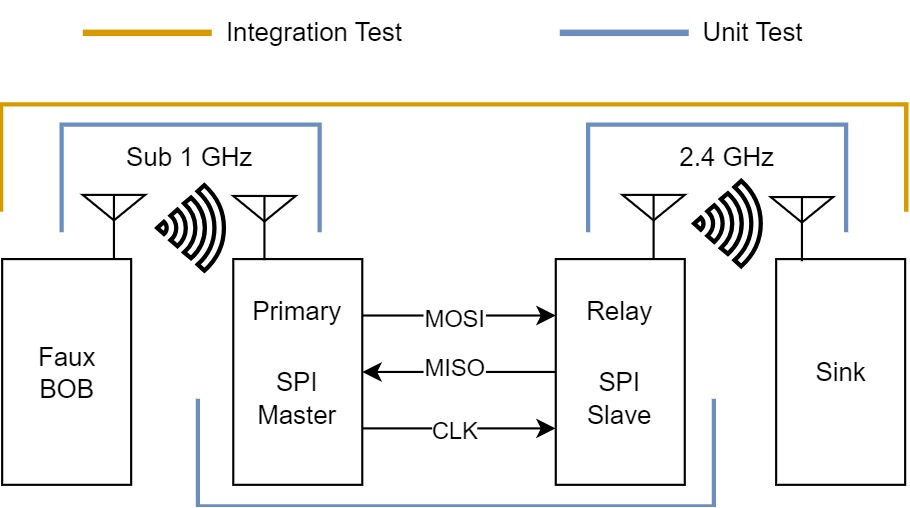 Integration Test
Unit Test
Sub 1 GHz
2.4 GHz
Faux
BOB
Primary
SPI
Master
MOSI
MISO
CLK
Relay
SPI
Slave
Sink